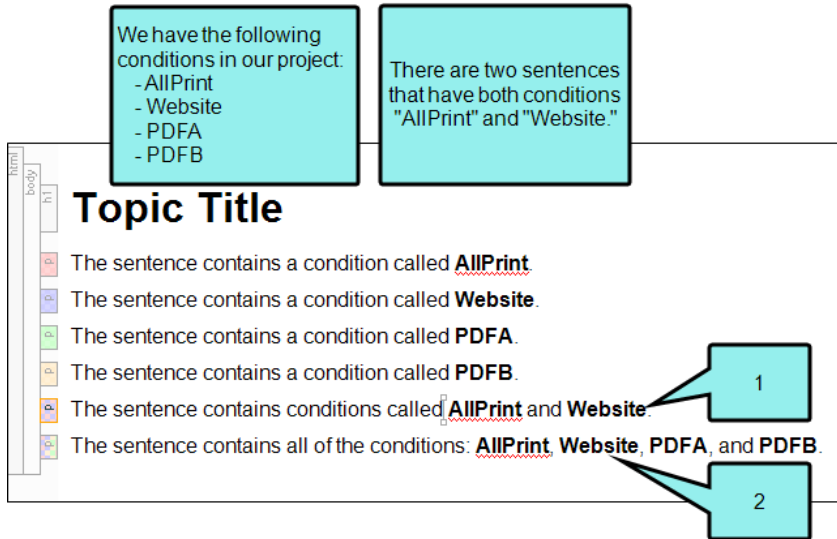 We have the following
conditions in our project:
- AllPrint
- Website
- PDFA
- PDFB
There are two sentences
that have both conditions
"AllPrint" and "Website."
html
body
h1
Topic Title
p
The sentence contains a condition called AllPrint.
p
The sentence contains a condition called Website.
p
The sentence contains a condition called PDFA.
p
The sentence contains a condition called PDFB.
1
p
The sentence contains conditions called AllPrint and Website.
p
The sentence contains all of the conditions: AllPrint, Website, PDFA, and PDFB.
2